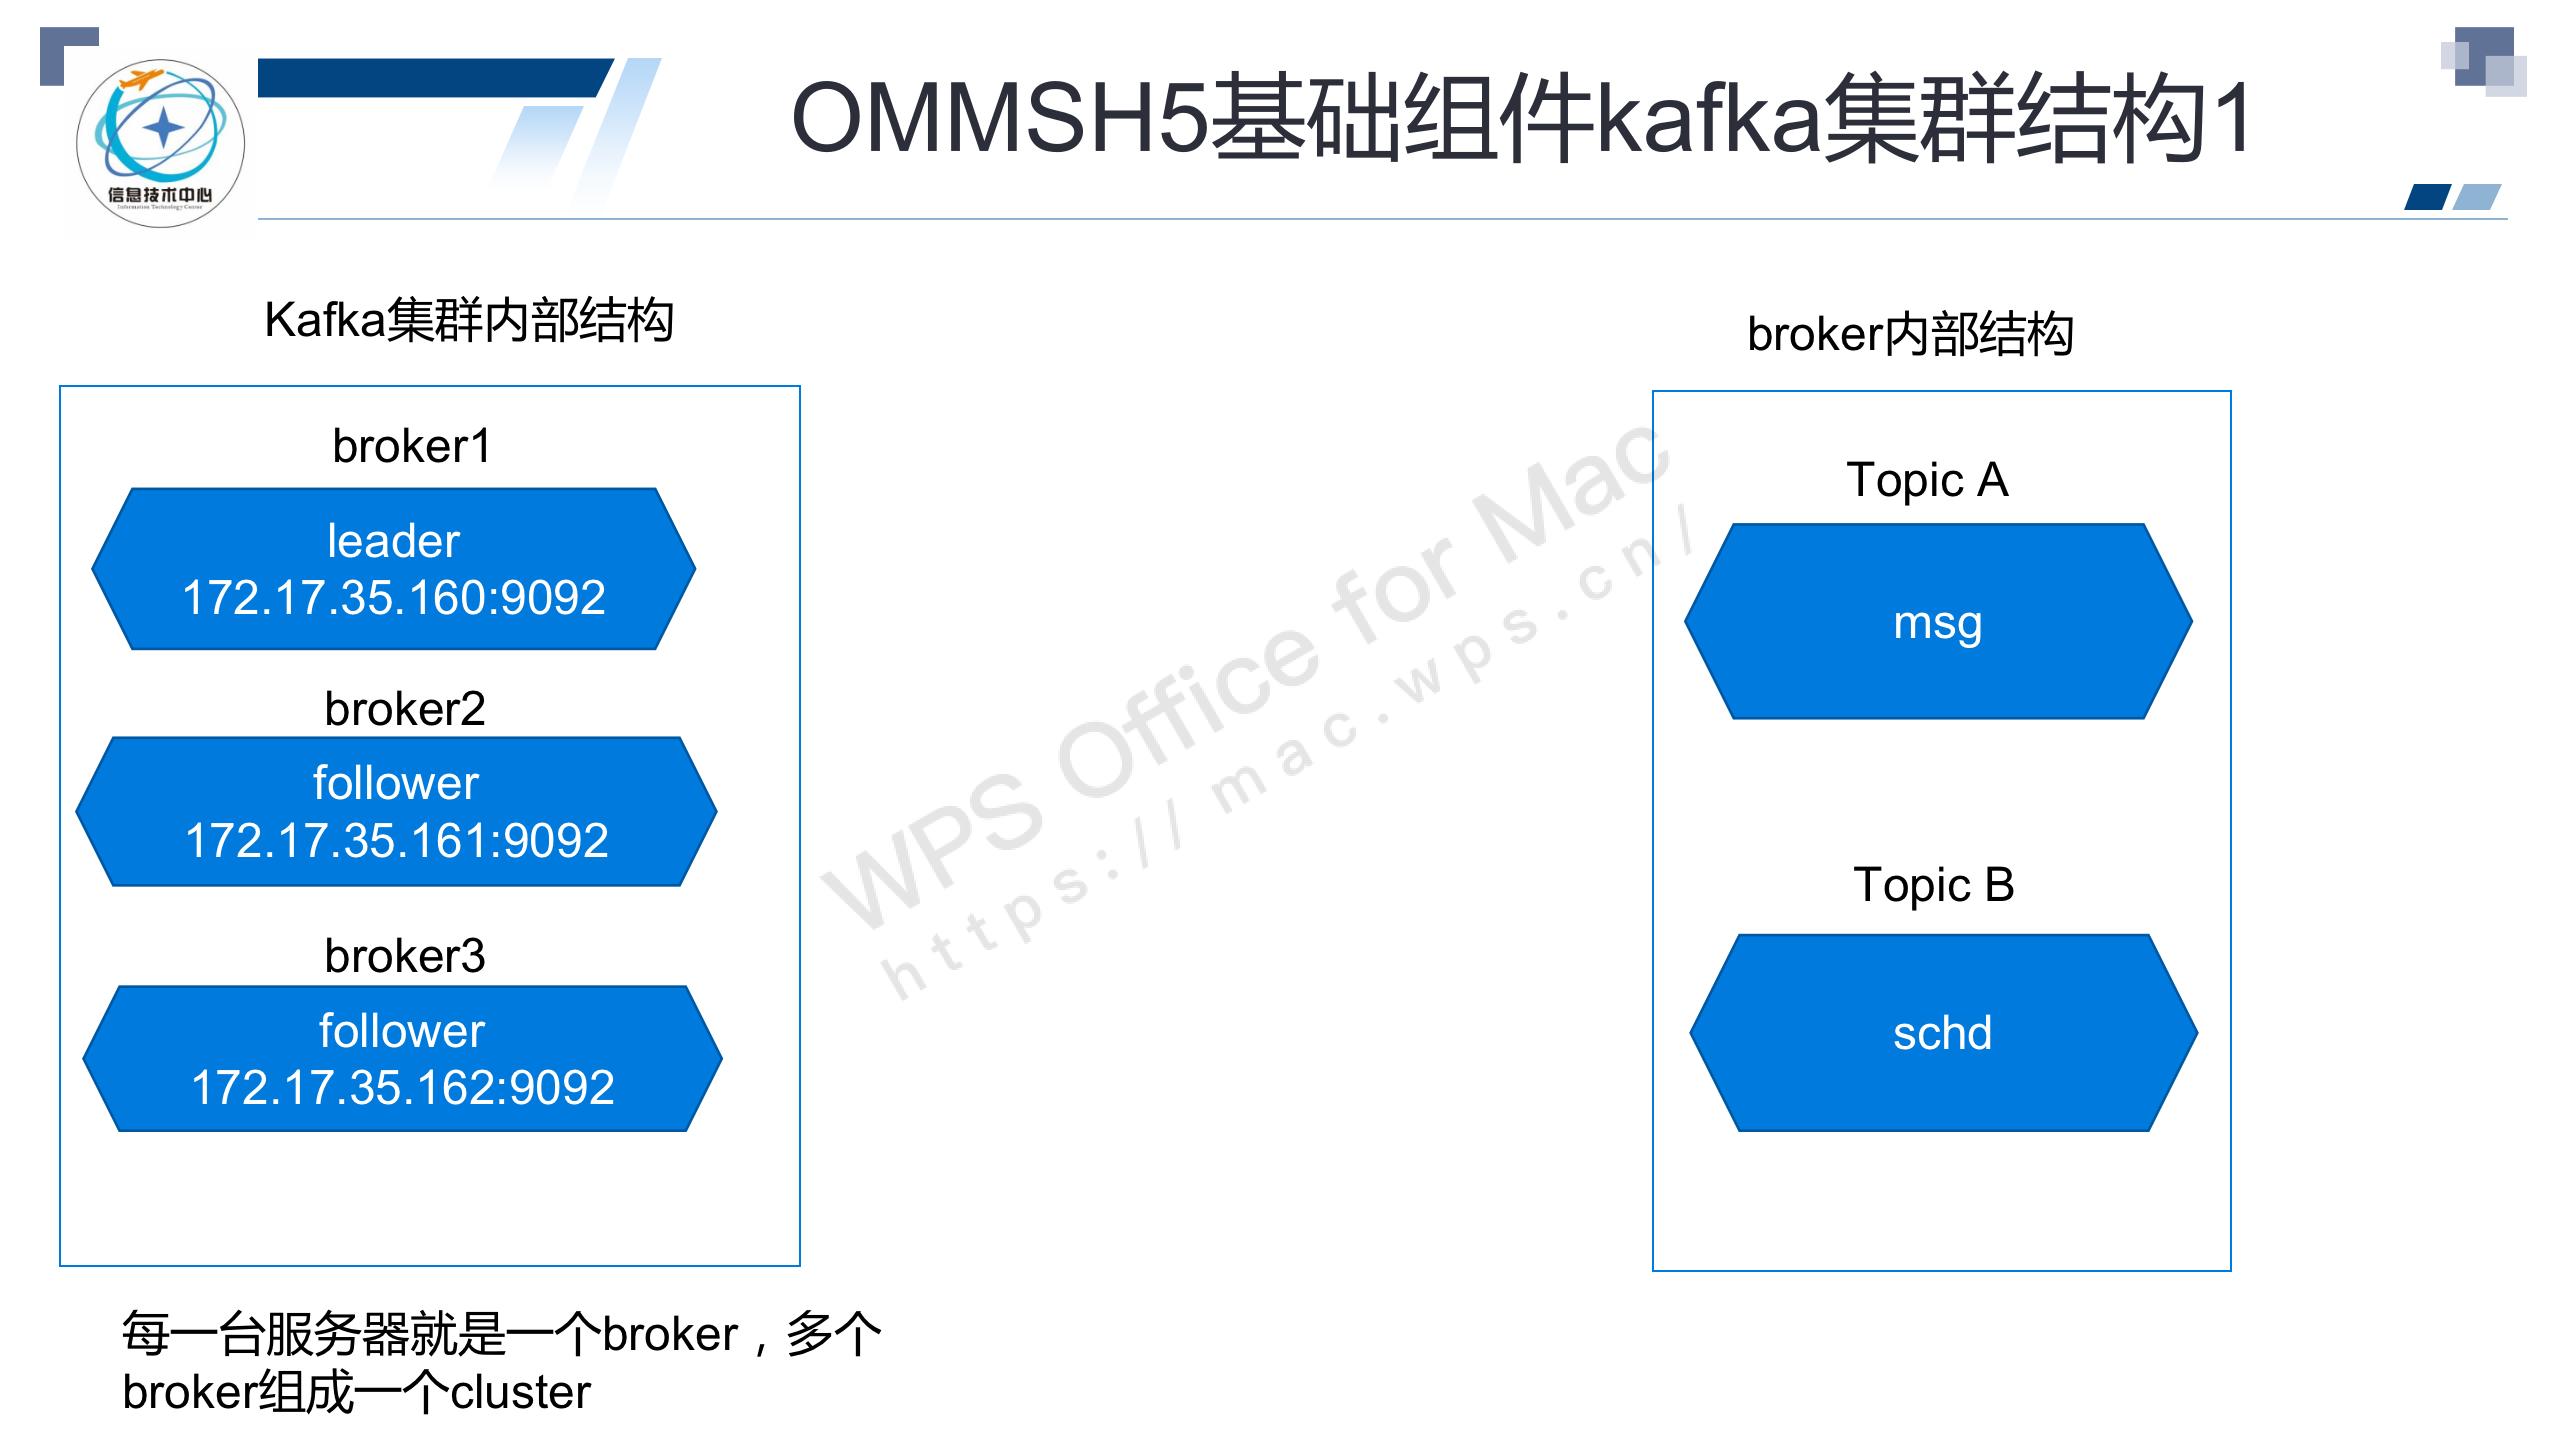 OMMSH5基础组件kafka集群结构1
信息技术中心
Information Technology Center
Kafka集群内部结构
broker1
leader
172.17.35.160:9092
broker2
follower
172.17.35.161:9092
broker3
follower
172.17.35.162:9092
每一台服务器就是一个broker，多个
broker组成一个cluster
broker内部结构
Topic A
msg
Topic B
schd
WPS Office for Mac
https://mac.wps.cn/